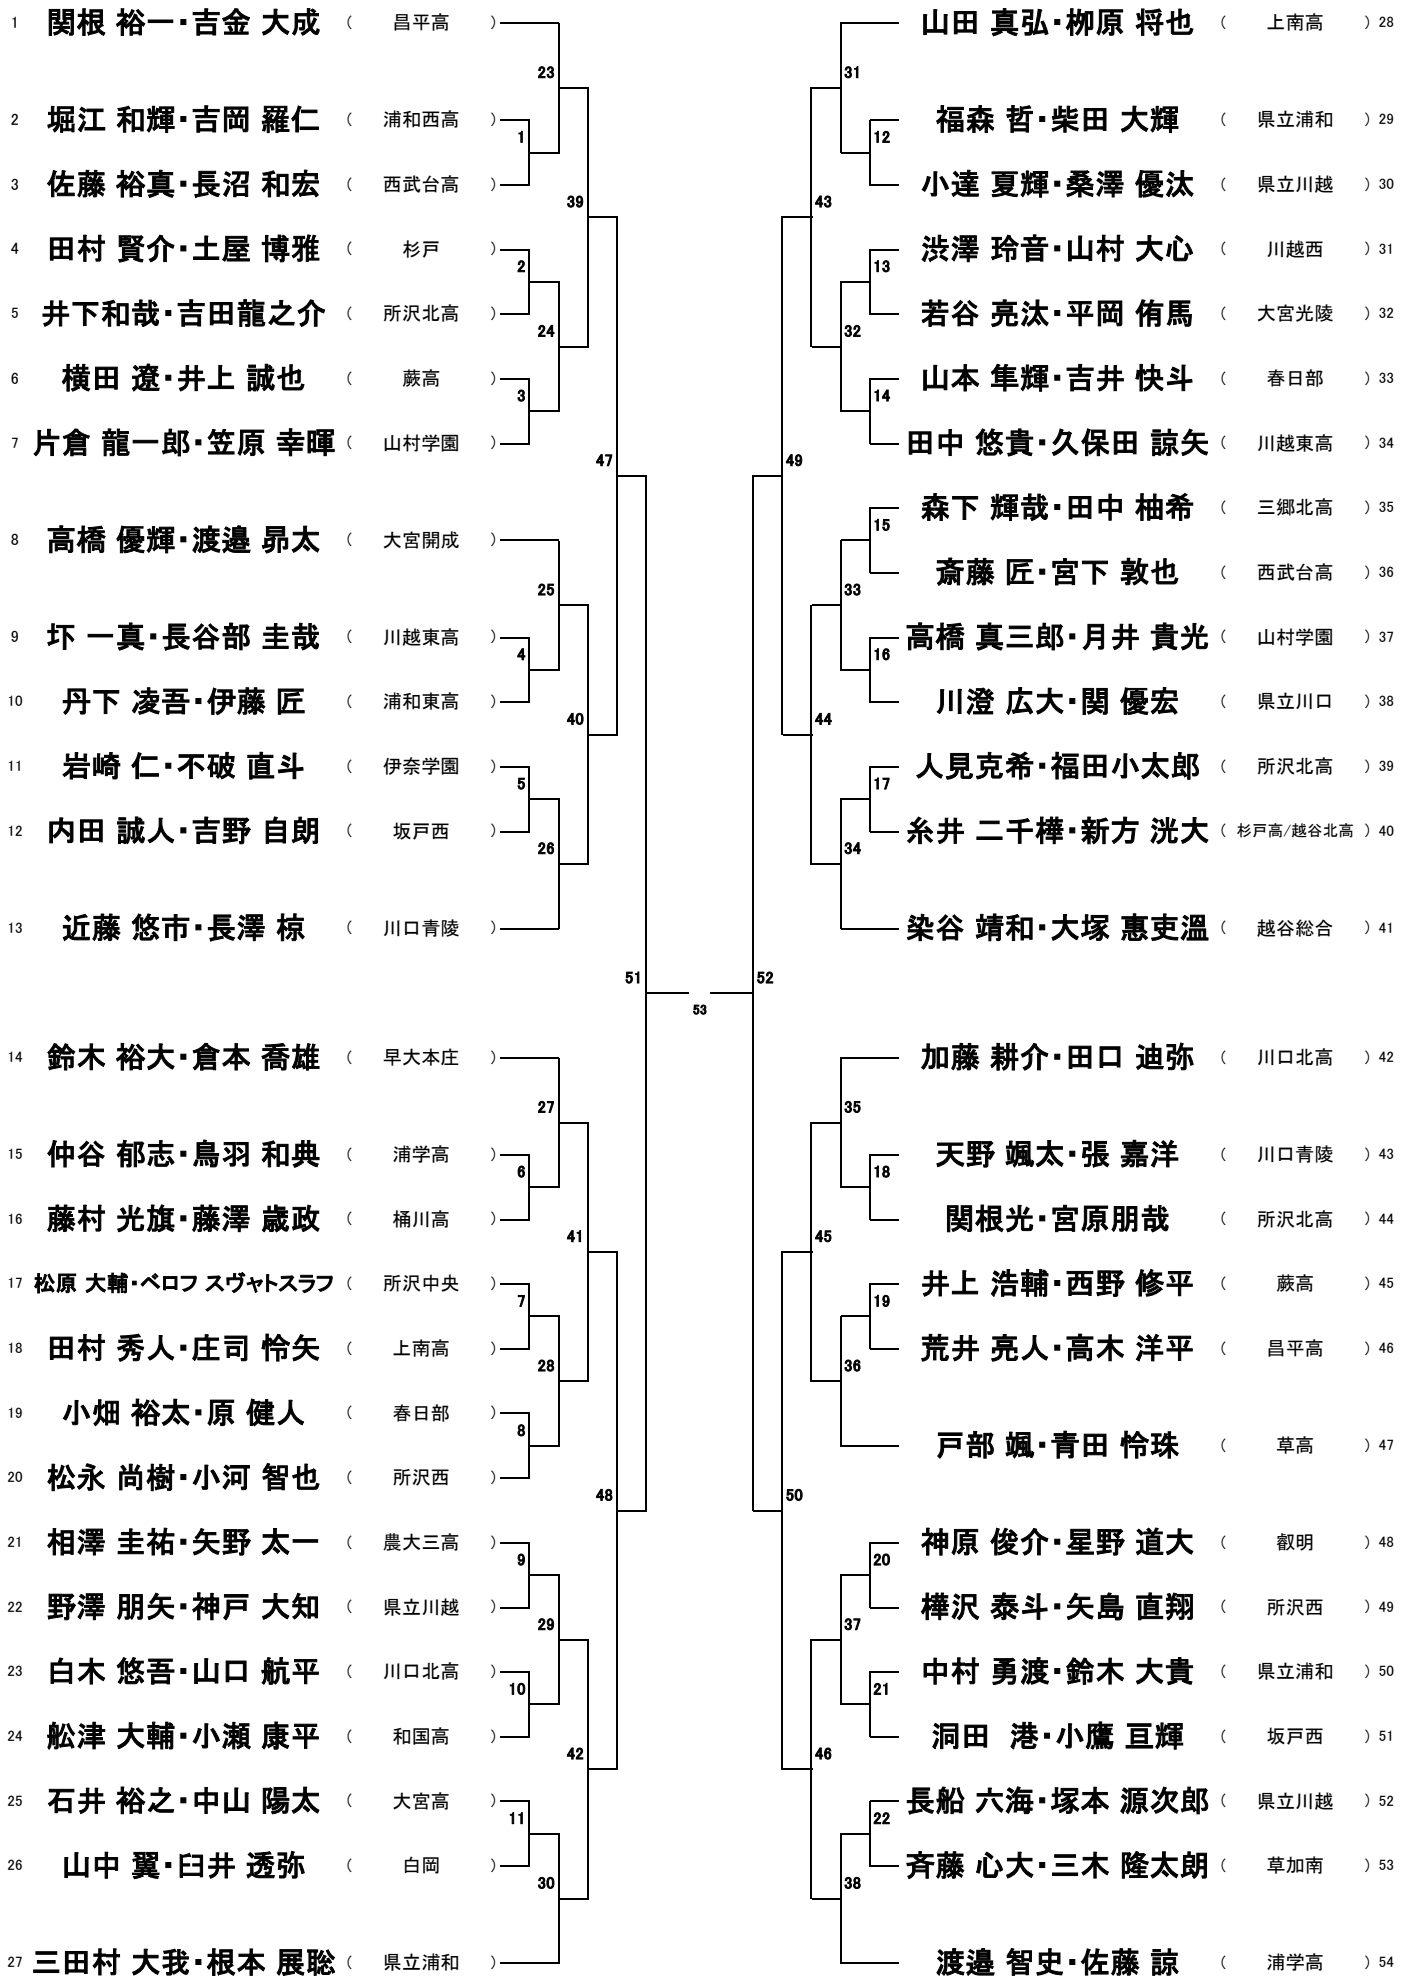 1 関根 裕一・吉金 大成 ( 昌平高 )
23
2 堀江 和輝・吉岡 羅仁 ( 浦和西高 )
1
3 佐藤 裕真・長沼 和宏 ( 西武台高 )
39
4 田村 賢介・土屋 博雅 ( 杉戸 )
2
5 井下和哉・吉田龍之介 ( 所沢北高 )
24
6 横田 遼・井上 誠也 ( 蕨高 )
3
7 片倉 龍一郎・笠原 幸暉 ( 山村学園 )
47
8 高橋 優輝・渡邉 昴太 ( 大宮開成 )
25
9 圷 一真・長谷部 圭哉 ( 川越東高 )
4
10 丹下 凌吾・伊藤 匠 ( 浦和東高 )
40
11 岩崎 仁・不破 直斗 ( 伊奈学園 )
5
12 内田 誠人・吉野 自朗 ( 坂戸西 )
26
13 近藤 悠市・長澤 椋 ( 川口青陵 )
51
14 鈴木 裕大・倉本 喬雄 ( 早大本庄 )
27
15 仲谷 郁志・鳥羽 和典 ( 浦学高 )
6
16 藤村 光旗・藤澤 歳政 ( 桶川高 )
41
17 松原 大輔・ベロフ スヴャトスラフ ( 所沢中央 )
7
18 田村 秀人・庄司 怜矢 ( 上南高 )
28
19 小畑 裕太・原 健人 ( 春日部 )
8
20 松永 尚樹・小河 智也 ( 所沢西 )
48
21 相澤 圭祐・矢野 太一 ( 農大三高 )
9
22 野澤 朋矢・神戸 大知 ( 県立川越 )
29
23 白木 悠吾・山口 航平 ( 川口北高 )
10
24 舩津 大輔・小瀬 康平 ( 和国高 )
42
25 石井 裕之・中山 陽太 ( 大宮高 )
11
26 山中 翼・臼井 透弥 ( 白岡 )
30
27 三田村 大我・根本 展聡 ( 県立浦和 )
53
山田 真弘・栁原 将也 ( 上南高 ) 28
31
福森 哲・柴田 大輝 ( 県立浦和 ) 29
12
小達 夏輝・桑澤 優汰 ( 県立川越 ) 30
43
渋澤 玲音・山村 大心 ( 川越西 ) 31
13
若谷 亮汰・平岡 侑馬 ( 大宮光陵 ) 32
32
山本 隼輝・吉井 快斗 ( 春日部 ) 33
14
田中 悠貴・久保田 諒矢 ( 川越東高 ) 34
49
森下 輝哉・田中 柚希 ( 三郷北高 ) 35
15
斎藤 匠・宮下 敦也 ( 西武台高 ) 36
33
高橋 真三郎・月井 貴光 ( 山村学園 ) 37
16
川澄 広大・関 優宏 ( 県立川口 ) 38
44
人見克希・福田小太郎 ( 所沢北高 ) 39
17
糸井 二千樺・新方 洸大 ( 杉戸高/越谷北高 ) 40
34
染谷 靖和・大塚 惠吏溫 ( 越谷総合 ) 41
52
加藤 耕介・田口 迪弥 ( 川口北高 ) 42
35
天野 颯太・張 嘉洋 ( 川口青陵 ) 43
18
関根光・宮原朋哉 ( 所沢北高 ) 44
45
井上 浩輔・西野 修平 ( 蕨高 ) 45
19
荒井 亮人・高木 洋平 ( 昌平高 ) 46
36
戸部 颯・青田 怜珠 ( 草高 ) 47
50
神原 俊介・星野 道大 ( 叡明 ) 48
20
樺沢 泰斗・矢島 直翔 ( 所沢西 ) 49
37
中村 勇渡・鈴木 大貴 ( 県立浦和 ) 50
21
洞田 港・小鷹 亘輝 ( 坂戸西 ) 51
46
長船 六海・塚本 源次郎 ( 県立川越 ) 52
22
斉藤 心大・三木 隆太朗 ( 草加南 ) 53
38
渡邉 智史・佐藤 諒 ( 浦学高 ) 54